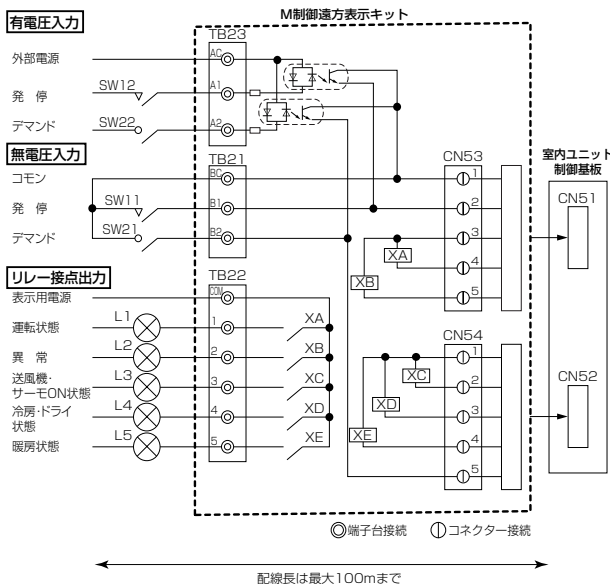 M制御遠方表示キット
有電圧入力
TB23
外部電源
AC
発 停
SW12
A1
デマンド
SW22
A2
無電圧入力
TB21
CN53
室内ユニット
制御基板
コモン
BC
1
CN51
発 停
SW11
B1
2
デマンド
SW21
B2
3
XA
4
XB
5
リレー接点出力
TB22
表示用電源
COM
運転状態
L1
1
XA
CN54
異 常
L2
2
XB
1
送風機・
サーモON状態
L3
3
XC
XC
2
CN52
冷房・ドライ
状態
L4
4
XD
XD
3
暖房状態
L5
5
XE
XE
4
5
端子台接続
コネクター接続
配線長は最大100mまで